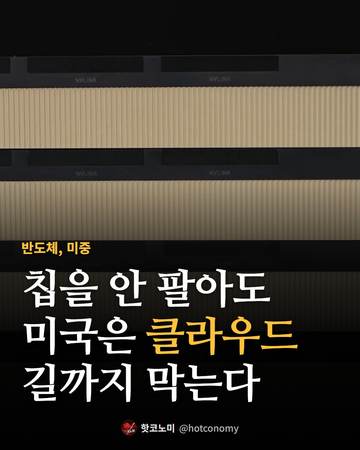 반도체, 미중
칩을 안 팔아도
미국은 클라우드
길까지 막는다
핫코노미 @hotconomy